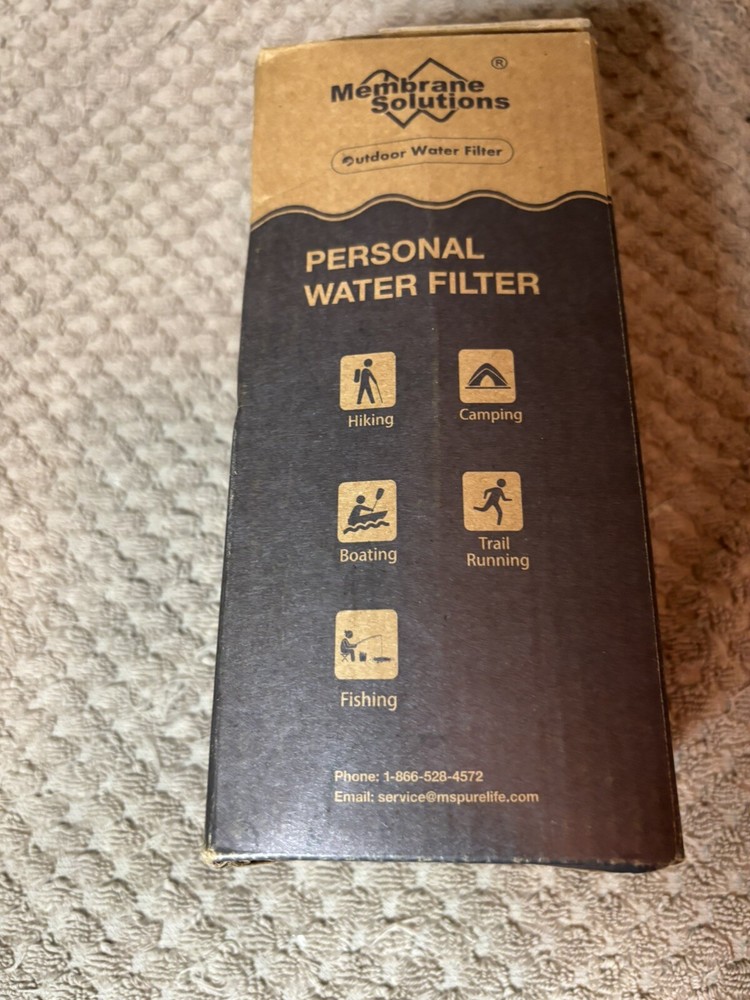 Membrane
Solutions
®
Outdoor Water Filter
PERSONAL
WATER FILTER
Hiking
Camping
Boating
Trail
Running
Fishing
Phone: 1-866-528-4572
Email: service@mspurelife.com